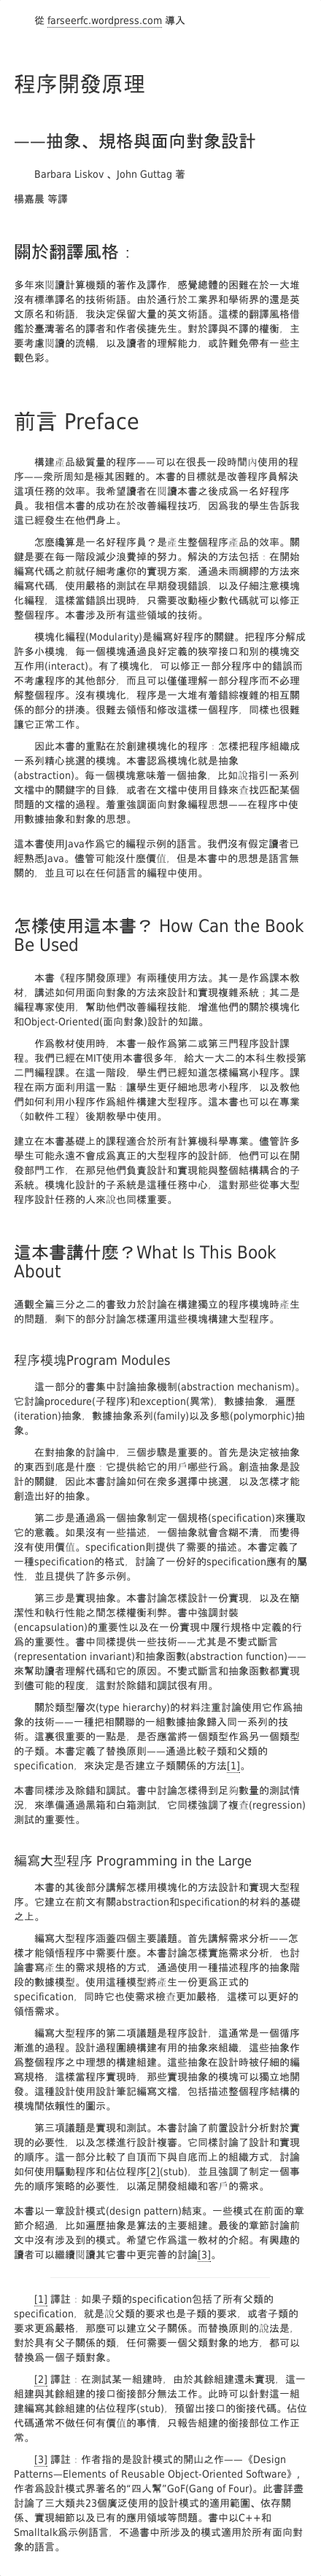 從 farseerfc.wordpress.com 導入
程序開發原理
——抽象、規格與面向對象設計
Barbara Liskov 、John Guttag 著
楊嘉晨 等譯
關於翻譯風格：
多年來閱讀計算機類的著作及譯作，感覺總體的困難在於一大堆
沒有標準譯名的技術術語。由於通行於工業界和學術界的還是英
文原名和術語，我決定保留大量的英文術語。這樣的翻譯風格借
鑑於臺灣著名的譯者和作者侯捷先生。對於譯與不譯的權衡，主
要考慮閱讀的流暢，以及讀者的理解能力，或許難免帶有一些主
觀色彩。
前言 Preface
構建產品級質量的程序——可以在很長一段時間內使用的程
序——衆所周知是極其困難的。本書的目標就是改善程序員解決
這項任務的效率。我希望讀者在閱讀本書之後成爲一名好程序
員。我相信本書的成功在於改善編程技巧，因爲我的學生告訴我
這已經發生在他們身上。
怎麼纔算是一名好程序員？是產生整個程序產品的效率。關
鍵是要在每一階段減少浪費掉的努力。解決的方法包括：在開始
編寫代碼之前就仔細考慮你的實現方案，通過未雨綢繆的方法來
編寫代碼，使用嚴格的測試在早期發現錯誤，以及仔細注意模塊
化編程，這樣當錯誤出現時，只需要改動極少數代碼就可以修正
整個程序。本書涉及所有這些領域的技術。
模塊化編程(Modularity)是編寫好程序的關鍵。把程序分解成
許多小模塊，每一個模塊通過良好定義的狹窄接口和別的模塊交
互作用(interact)。有了模塊化，可以修正一部分程序中的錯誤而
不考慮程序的其他部分，而且可以僅僅理解一部分程序而不必理
解整個程序。沒有模塊化，程序是一大堆有着錯綜複雜的相互關
係的部分的拼湊。很難去領悟和修改這樣一個程序，同樣也很難
讓它正常工作。
因此本書的重點在於創建模塊化的程序：怎樣把程序組織成
一系列精心挑選的模塊。本書認爲模塊化就是抽象
(abstraction)。每一個模塊意味着一個抽象，比如說指引一系列
文檔中的關鍵字的目錄，或者在文檔中使用目錄來查找匹配某個
問題的文檔的過程。着重強調面向對象編程思想——在程序中使
用數據抽象和對象的思想。
這本書使用Java作爲它的編程示例的語言。我們沒有假定讀者已
經熟悉Java。儘管可能沒什麼價值，但是本書中的思想是語言無
關的，並且可以在任何語言的編程中使用。
怎樣使用這本書？ How Can the Book
Be Used
本書《程序開發原理》有兩種使用方法。其一是作爲課本教
材，講述如何用面向對象的方法來設計和實現複雜系統；其二是
編程專家使用，幫助他們改善編程技能，增進他們的關於模塊化
和Object-Oriented(面向對象)設計的知識。
作爲教材使用時，本書一般作爲第二或第三門程序設計課
程。我們已經在MIT使用本書很多年，給大一大二的本科生教授第
二門編程課。在這一階段，學生們已經知道怎樣編寫小程序。課
程在兩方面利用這一點：讓學生更仔細地思考小程序，以及教他
們如何利用小程序作爲組件構建大型程序。這本書也可以在專業
（如軟件工程）後期教學中使用。
建立在本書基礎上的課程適合於所有計算機科學專業。儘管許多
學生可能永遠不會成爲真正的大型程序的設計師，他們可以在開
發部門工作，在那兒他們負責設計和實現能與整個結構耦合的子
系統。模塊化設計的子系統是這種任務中心，這對那些從事大型
程序設計任務的人來說也同樣重要。
這本書講什麼？What Is This Book
About
通觀全篇三分之二的書致力於討論在構建獨立的程序模塊時產生
的問題，剩下的部分討論怎樣運用這些模塊構建大型程序。
程序模塊Program Modules
這一部分的書集中討論抽象機制(abstraction mechanism)。
它討論procedure(子程序)和exception(異常)，數據抽象，遍歷
(iteration)抽象，數據抽象系列(family)以及多態(polymorphic)抽
象。
在對抽象的討論中，三個步驟是重要的。首先是決定被抽象
的東西到底是什麼：它提供給它的用戶哪些行爲。創造抽象是設
計的關鍵，因此本書討論如何在衆多選擇中挑選，以及怎樣才能
創造出好的抽象。
第二步是通過爲一個抽象制定一個規格(specification)來獲取
它的意義。如果沒有一些描述，一個抽象就會含糊不清，而變得
沒有使用價值。specification則提供了需要的描述。本書定義了
一種specification的格式，討論了一份好的specification應有的屬
性，並且提供了許多示例。
第三步是實現抽象。本書討論怎樣設計一份實現，以及在簡
潔性和執行性能之間怎樣權衡利弊。書中強調封裝
(encapsulation)的重要性以及在一份實現中履行規格中定義的行
爲的重要性。書中同樣提供一些技術——尤其是不變式斷言
(representation invariant)和抽象函數(abstraction function)——
來幫助讀者理解代碼和它的原因。不變式斷言和抽象函數都實現
到儘可能的程度，這對於除錯和調試很有用。
關於類型層次(type hierarchy)的材料注重討論使用它作爲抽
象的技術——一種把相關聯的一組數據抽象歸入同一系列的技
術。這裏很重要的一點是，是否應當將一個類型作爲另一個類型
的子類。本書定義了替換原則——通過比較子類和父類的
specification，來決定是否建立子類關係的方法[1]。
本書同樣涉及除錯和調試。書中討論怎樣得到足夠數量的測試情
況，來準備通過黑箱和白箱測試，它同樣強調了複查(regression)
測試的重要性。
編寫大型程序 Programming in the Large
本書的其後部分講解怎樣用模塊化的方法設計和實現大型程
序。它建立在前文有關abstraction和specification的材料的基礎
之上。
編寫大型程序涵蓋四個主要議題。首先講解需求分析——怎
樣才能領悟程序中需要什麼。本書討論怎樣實施需求分析，也討
論書寫產生的需求規格的方式，通過使用一種描述程序的抽象階
段的數據模型。使用這種模型將產生一份更爲正式的
specification，同時它也使需求檢查更加嚴格，這樣可以更好的
領悟需求。
編寫大型程序的第二項議題是程序設計，這通常是一個循序
漸進的過程。設計過程圍繞構建有用的抽象來組織，這些抽象作
爲整個程序之中理想的構建組建。這些抽象在設計時被仔細的編
寫規格，這樣當程序實現時，那些實現抽象的模塊可以獨立地開
發。這種設計使用設計筆記編寫文檔，包括描述整個程序結構的
模塊間依賴性的圖示。
第三項議題是實現和測試。本書討論了前置設計分析對於實
現的必要性，以及怎樣進行設計複審。它同樣討論了設計和實現
的順序。這一部分比較了自頂而下與自底而上的組織方式，討論
如何使用驅動程序和佔位程序[2](stub)，並且強調了制定一個事
先的順序策略的必要性，以滿足開發組織和客戶的需求。
本書以一章設計模式(design pattern)結束。一些模式在前面的章
節介紹過，比如遍歷抽象是算法的主要組建。最後的章節討論前
文中沒有涉及到的模式。希望它作爲這一教材的介紹。有興趣的
讀者可以繼續閱讀其它書中更完善的討論[3]。
[1] 譯註：如果子類的specification包括了所有父類的
specification，就是說父類的要求也是子類的要求，或者子類的
要求更爲嚴格，那麼可以建立父子關係。而替換原則的說法是，
對於具有父子關係的類，任何需要一個父類對象的地方，都可以
替換爲一個子類對象。
[2] 譯註：在測試某一組建時，由於其餘組建還未實現，這一
組建與其餘組建的接口銜接部分無法工作。此時可以針對這一組
建編寫其餘組建的佔位程序(stub)，預留出接口的銜接代碼。佔位
代碼通常不做任何有價值的事情，只報告組建的銜接部位工作正
常。
[3] 譯註：作者指的是設計模式的開山之作——《Design
Patterns—Elements of Reusable Object-Oriented Software》，
作者爲設計模式界著名的“四人幫”GoF(Gang of Four)。此書詳盡
討論了三大類共23個廣泛使用的設計模式的適用範圍、依存關
係、實現細節以及已有的應用領域等問題。書中以C++和
Smalltalk爲示例語言，不過書中所涉及的模式適用於所有面向對
象的語言。